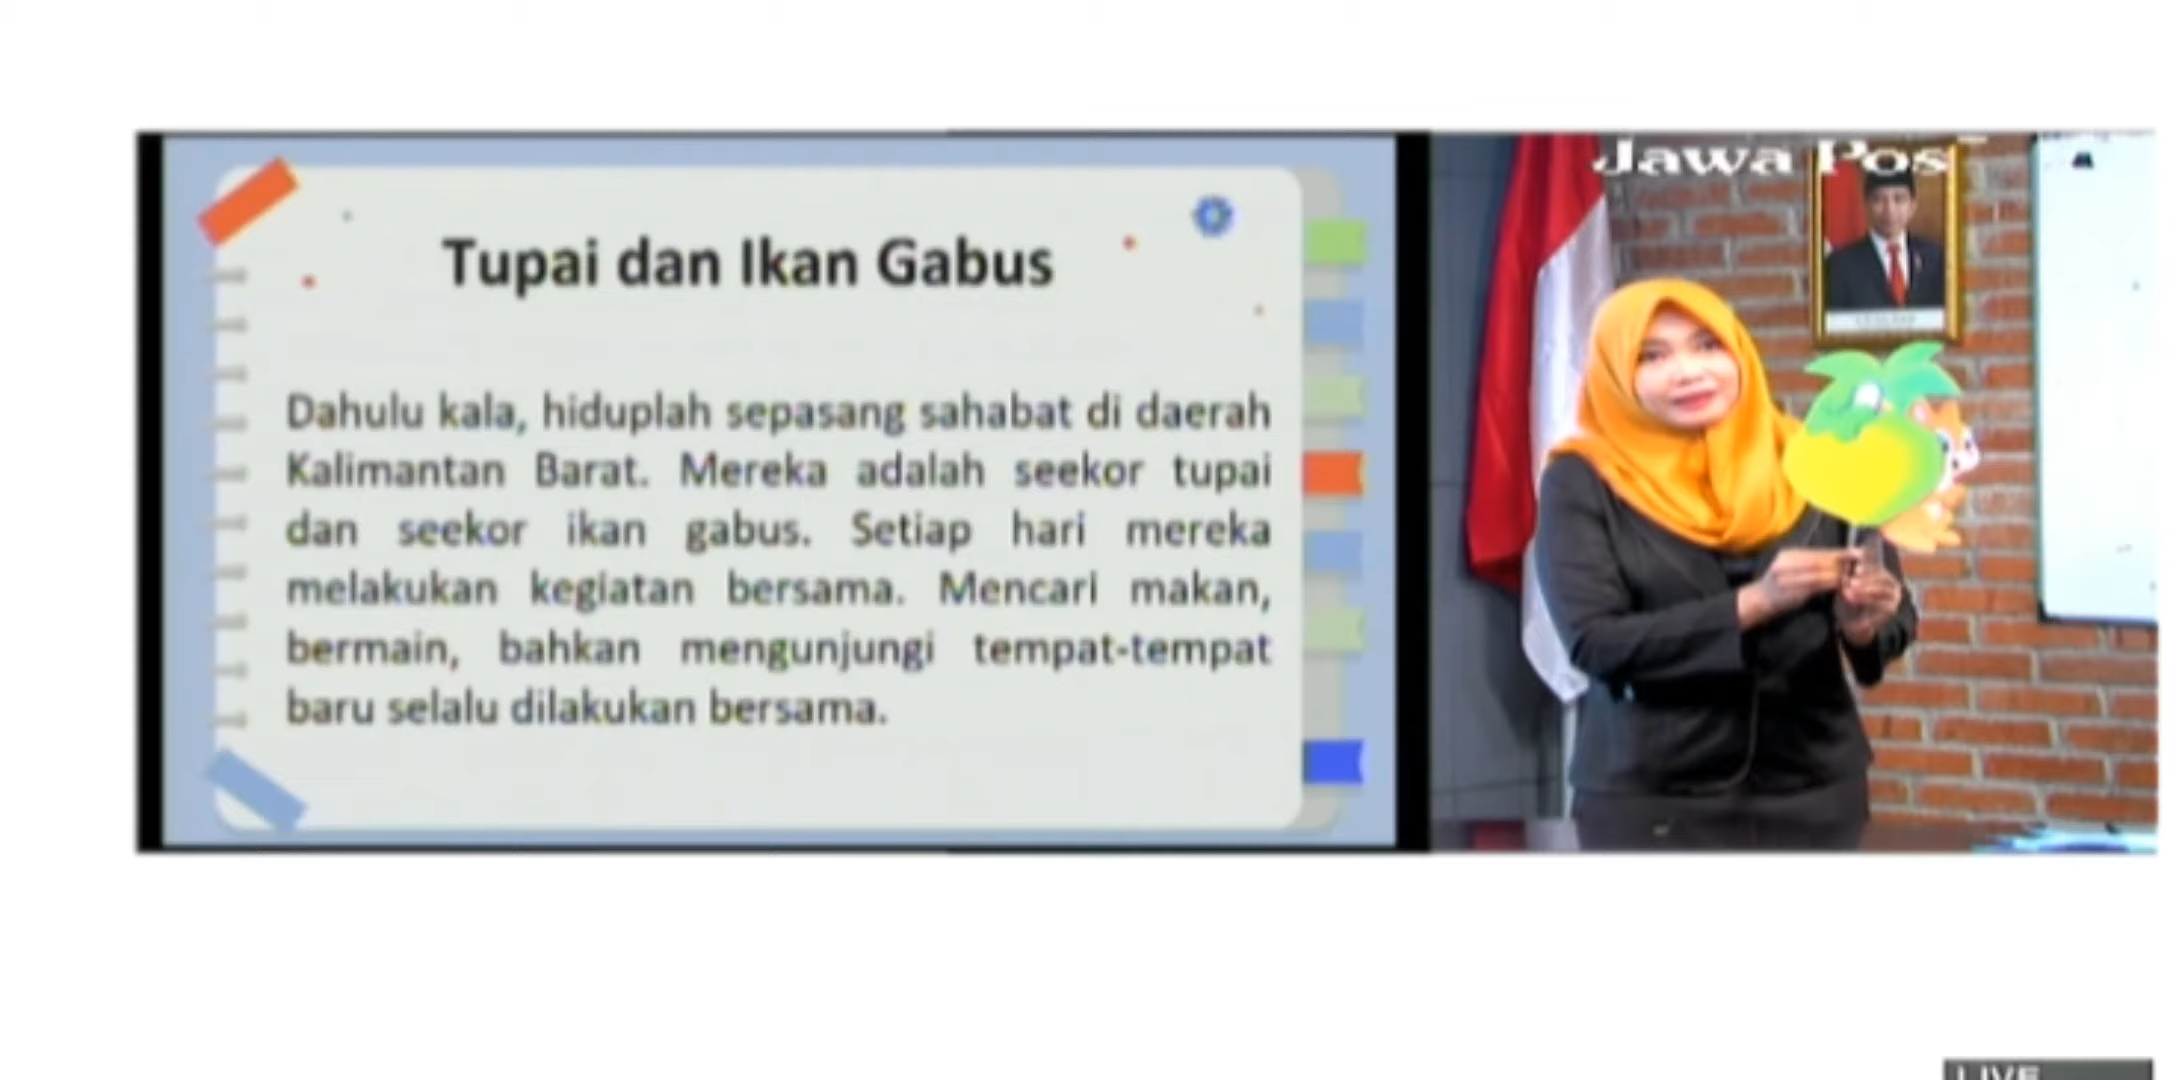 Tupai dan Ikan Gabus
Dahulu kala, hiduplah sepasang sahabat di daerah
Kalimantan Barat. Mereka adalah seekor tupai
dan seekor ikan gabus. Setiap hari mereka
melakukan kegiatan bersama. Mencari makan,
bermain, bahkan mengunjungi tempat-tempat
baru selalu dilakukan bersama.
Jawa Pos
LIVE